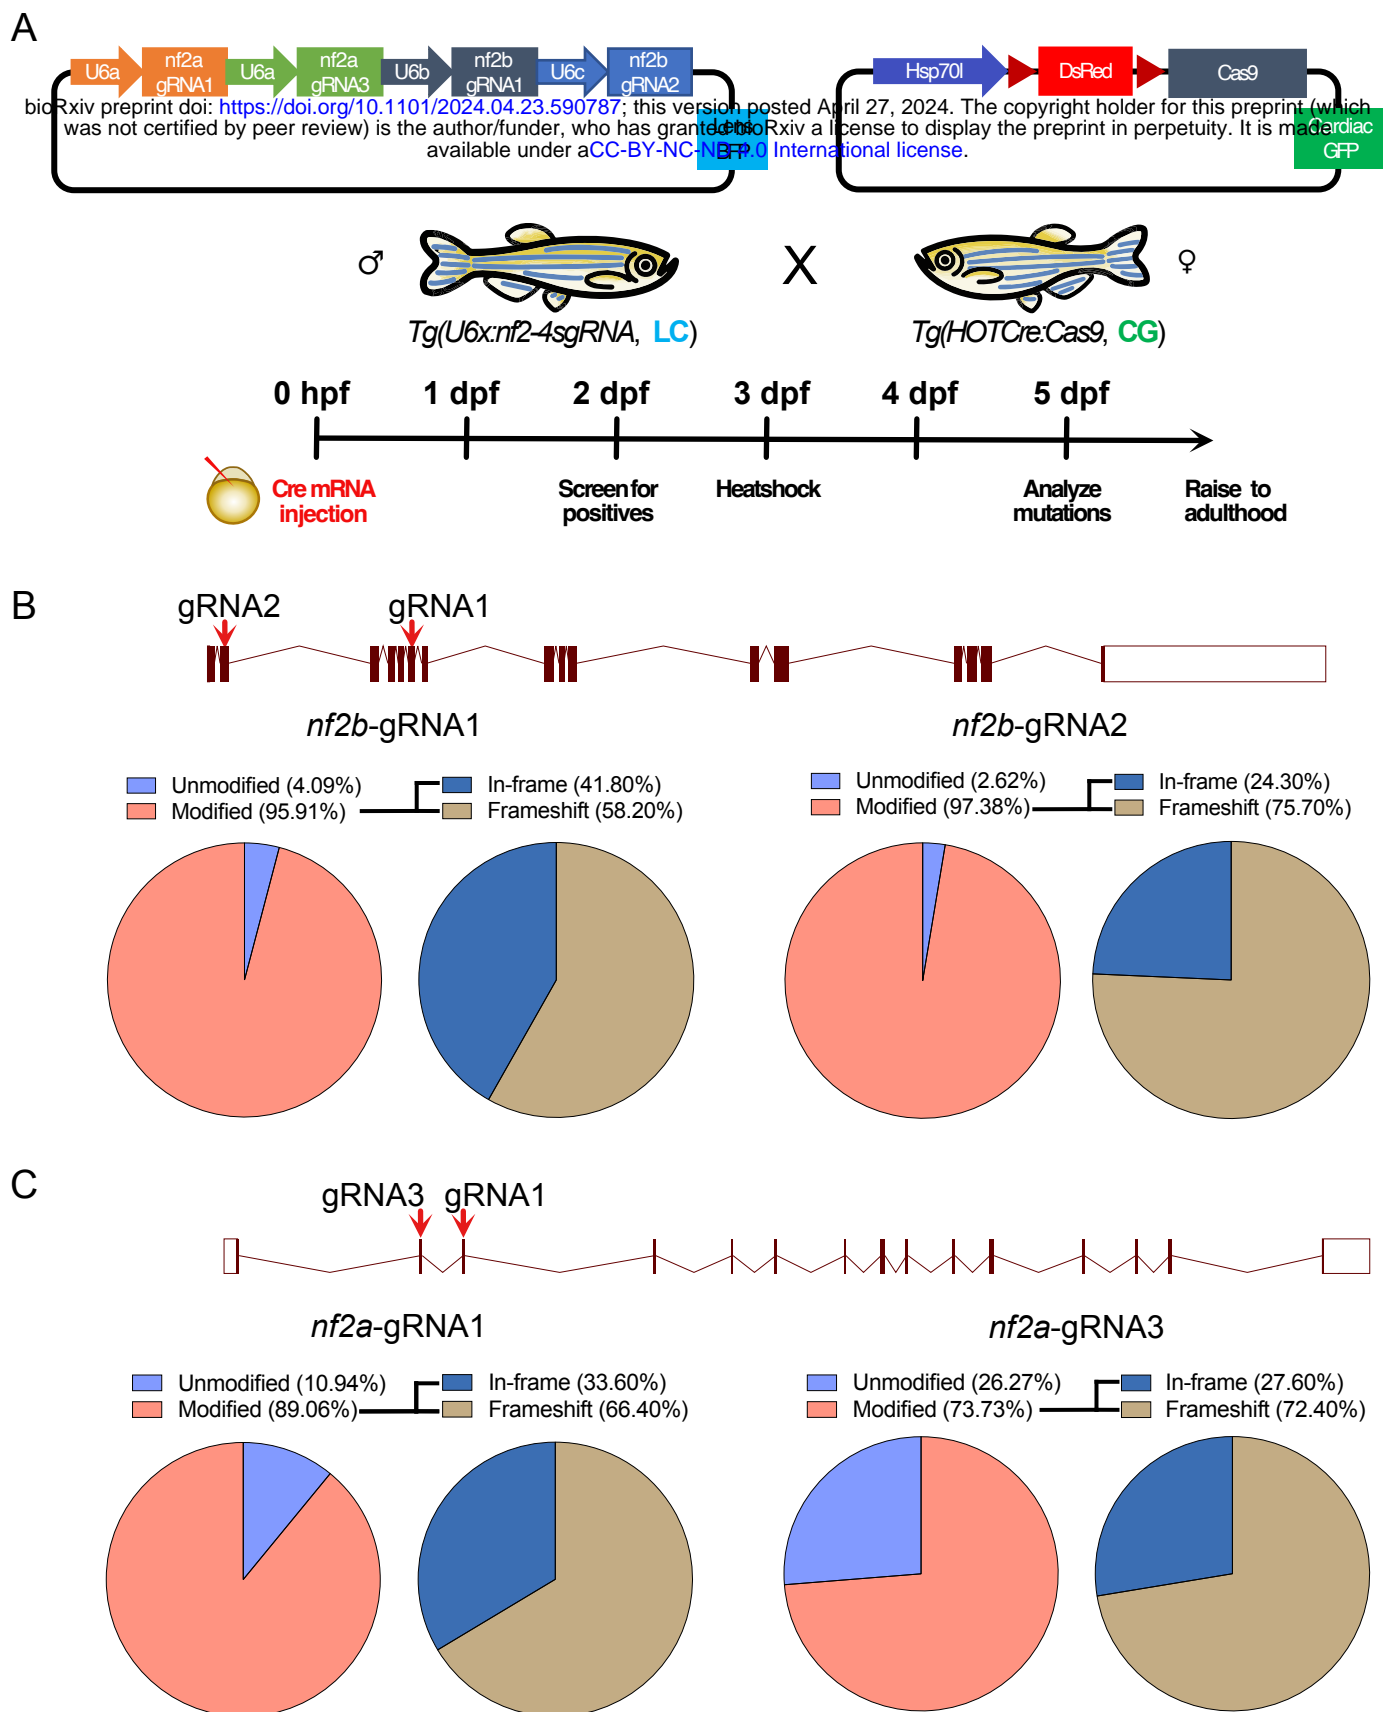 A
U6a
nf2a
gRNA1
U6a
nf2a
gRNA3
U6b
nf2b
gRNA1
U6c
nf2b
gRNA2
Hsp70l
DsRed
Cas9
bioRxiv preprint doi: https://doi.org/10.1101/2024.04.23.590787; this version posted April 27, 2024. The copyright holder for this preprint (which
was not certified by peer review) is the author/funder, who has granted bioRxiv a license to display the preprint in perpetuity. It is made
available under aCC-BY-NC-ND 4.0 International license.
Lens
BFP
Cardiac
GFP
♂ X ♀
Tg(U6x:nf2-4sgRNA, LC)
Tg(HOTCre:Cas9, CG)
0 hpf 1 dpf 2 dpf 3 dpf 4 dpf 5 dpf
Cre mRNA
injection
Screen for
positives
Heatshock
Analyze
mutations
Raise to
adulthood
B
gRNA2 gRNA1
nf2b-gRNA1
Unmodified (4.09%)
Modified (95.91%)
In-frame (41.80%)
Frameshift (58.20%)
nf2b-gRNA2
Unmodified (2.62%)
Modified (97.38%)
In-frame (24.30%)
Frameshift (75.70%)
C
gRNA3 gRNA1
nf2a-gRNA1
Unmodified (10.94%)
Modified (89.06%)
In-frame (33.60%)
Frameshift (66.40%)
nf2a-gRNA3
Unmodified (26.27%)
Modified (73.73%)
In-frame (27.60%)
Frameshift (72.40%)